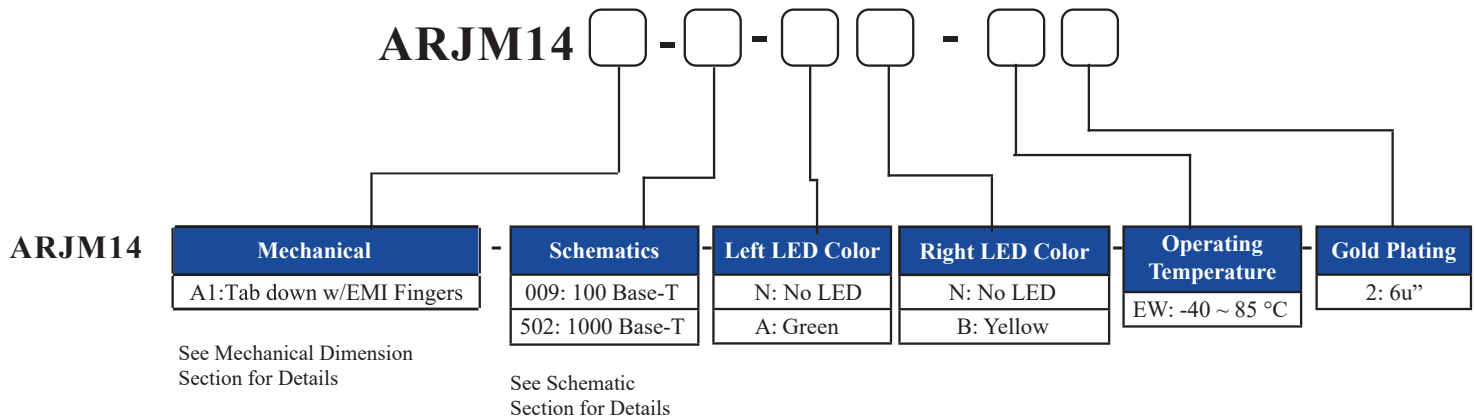 ARJM14 - - -
ARJM14
Mechanical
A1:Tab down w/EMI Fingers
See Mechanical Dimension
Section for Details
-
Schematics
009: 100 Base-T
502: 1000 Base-T
See Schematic
Section for Details
-
Left LED Color
N: No LED
A: Green
Right LED Color
N: No LED
B: Yellow
-
Operating
Temperature
EW: -40 ~ 85 °C
-
Gold Plating
2: 6u”